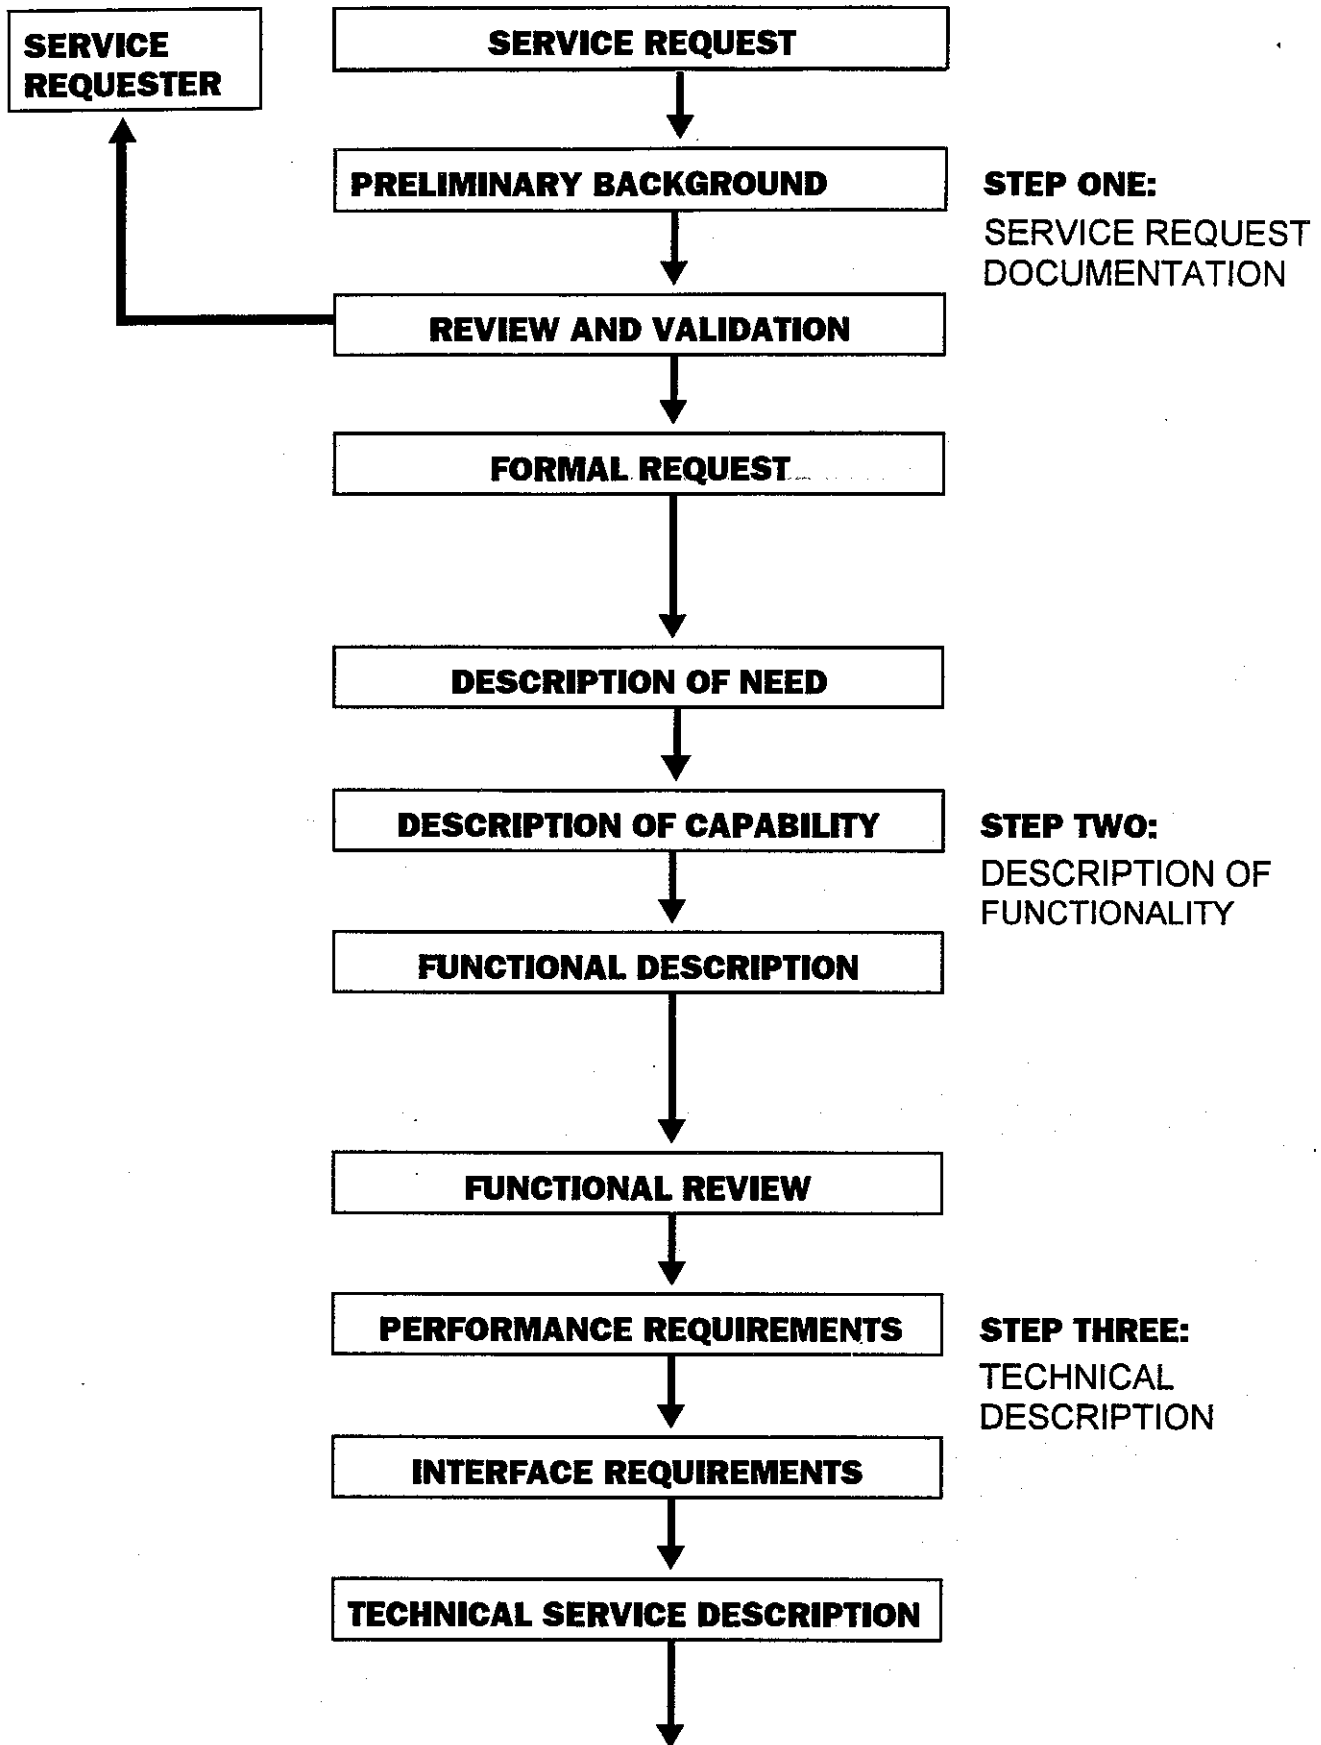 SERVICE
REQUESTER
SERVICE REQUEST
PRELIMINARY BACKGROUND
STEP ONE:
SERVICE REQUEST
DOCUMENTATION
REVIEW AND VALIDATION
FORMAL REQUEST
DESCRIPTION OF NEED
DESCRIPTION OF CAPABILITY
STEP TWO:
DESCRIPTION OF
FUNCTIONALITY
FUNCTIONAL DESCRIPTION
FUNCTIONAL REVIEW
PERFORMANCE REQUIREMENTS
STEP THREE:
TECHNICAL
DESCRIPTION
INTERFACE REQUIREMENTS
TECHNICAL SERVICE DESCRIPTION